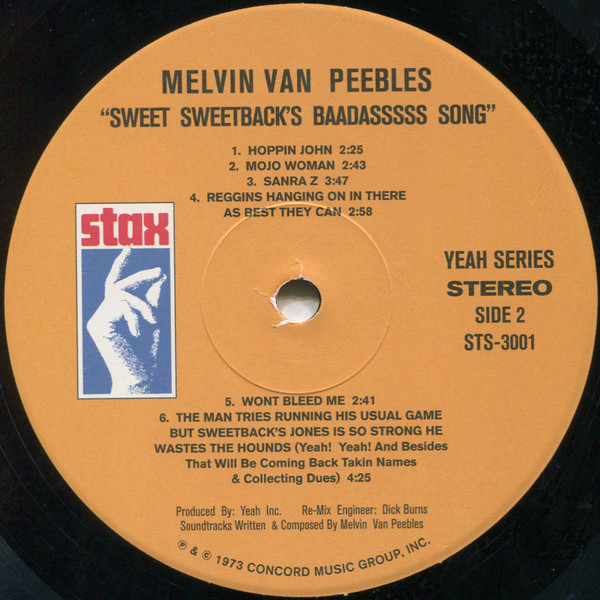 MELVIN VAN PEEBLES
“SWEET SWEETBACK’S BAADASSSSS SONG”
1. HOPPIN JOHN 2:25
2. MOJO WOMAN 2:43
3. SANRA Z 3:47
4. REGGINS HANGING ON IN THERE
AS BEST THEY CAN 2:58
stax
YEAH SERIES
STEREO
SIDE 2
STS-3001
5. WONT BLEED ME 2:41
6. THE MAN TRIES RUNNING HIS USUAL GAME
BUT SWEETBACK’S JONES IS SO STRONG HE
WASTES THE HOUNDS (Yeah! Yeah! And Besides
That Will Be Coming Back Takin Names
& Collecting Dues) 4:25
Produced By: Yeah Inc. Re-Mix Engineer: Dick Burns
Soundtracks Written & Composed By Melvin Van Peebles
℗ & © 1973 CONCORD MUSIC GROUP, INC.